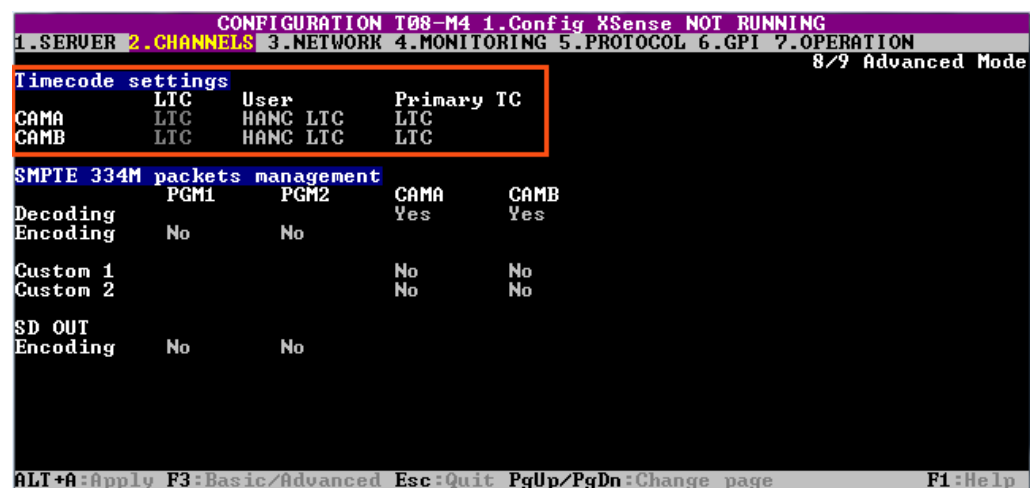 CONFIGURATION T08-M4 1.Config XSense NOT RUNNING
1.SERVER 2.CHANNELS 3.NETWORK 4.MONITORING 5.PROTOCOL 6.GPI 7.OPERATION
8/9 Advanced Mode
Timecode settings
LTC User Primary TC
CAMA LTC HANC LTC LTC
CAMB LTC HANC LTC LTC
SMPTE 334M packets management
PGM1 PGM2 CAMA CAMB
Decoding Yes Yes
Encoding No No
Custom 1 No No
Custom 2 No No
SD OUT
Encoding No No
ALT+A:Apply F3:Basic/Advanced Esc:Quit PgUp/PgDn:Change page F1:Help